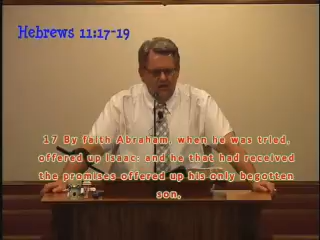 Hebrews 11:17-19
17 By faith Abraham, when he was tried,
offered up Isaac: and he that had received
the promises offered up his only begotten
son,